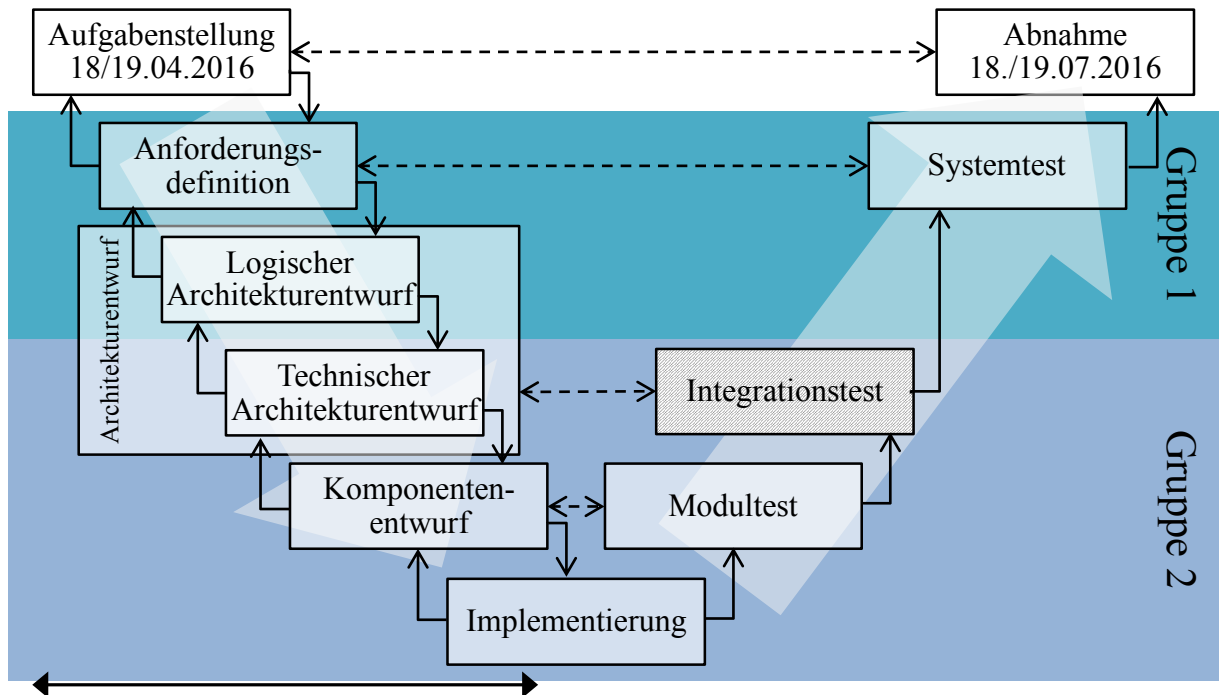 Aufgabenstellung
18/19.04.2016
Abnahme
18./19.07.2016
Anforderungs-
definition
Systemtest
Gruppe 1
Architekturentwurf
Logischer
Architekturentwurf
Technischer
Architekturentwurf
Integrationstest
Gruppe 2
Komponenten-
entwurf
Modultest
Implementierung